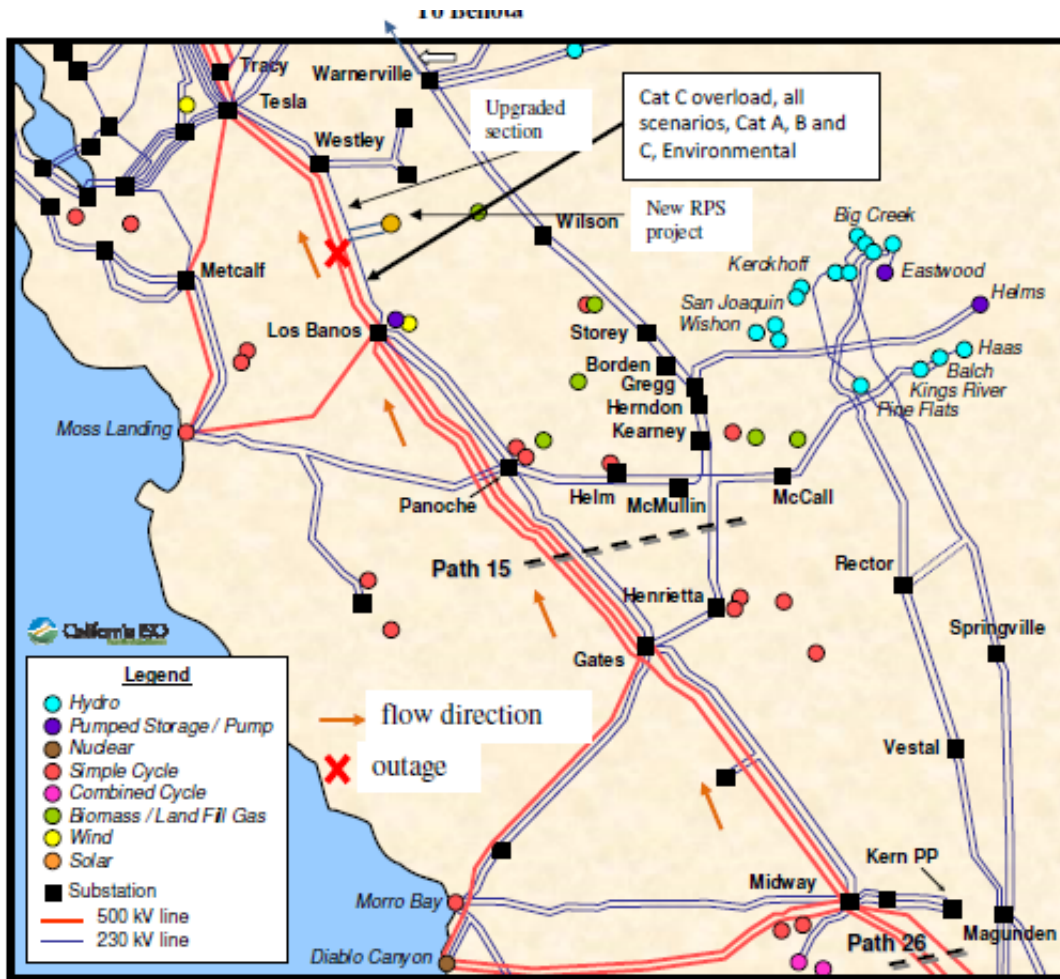 To Bellota
Tracy
Warnerville
Tesla
Upgraded
section
Cat C overload, all
scenarios, Cat A, B and
C, Environmental
Westley
New RPS
project
Wilson
Big Creek
Kerckhoff
Eastwood
Metcalf
Helms
San Joaquin
Wishon
Los Banos
Storey
Borden
Haas
Gregg
Balch
Herndon
Kings River
Pine Flats
Kearney
Moss Landing
Panoche
Helm
McMullin
McCall
Path 15
Henrietta
Rector
Springville
California ISO
Gates
Legend
Hydro
Pumped Storage / Pump
Nuclear
Simple Cycle
Combined Cycle
Biomass / Land Fill Gas
Wind
Solar
Substation
500 kV line
230 kV line
flow direction
outage
Vestal
Kern PP
Midway
Morro Bay
Magunden
Path 26
Diablo Canyon